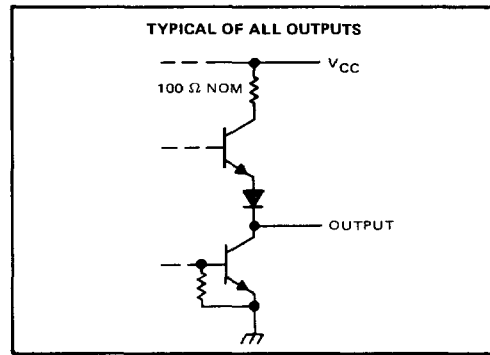 TYPICAL OF ALL OUTPUTS
VCC
100 Ω NOM
OUTPUT